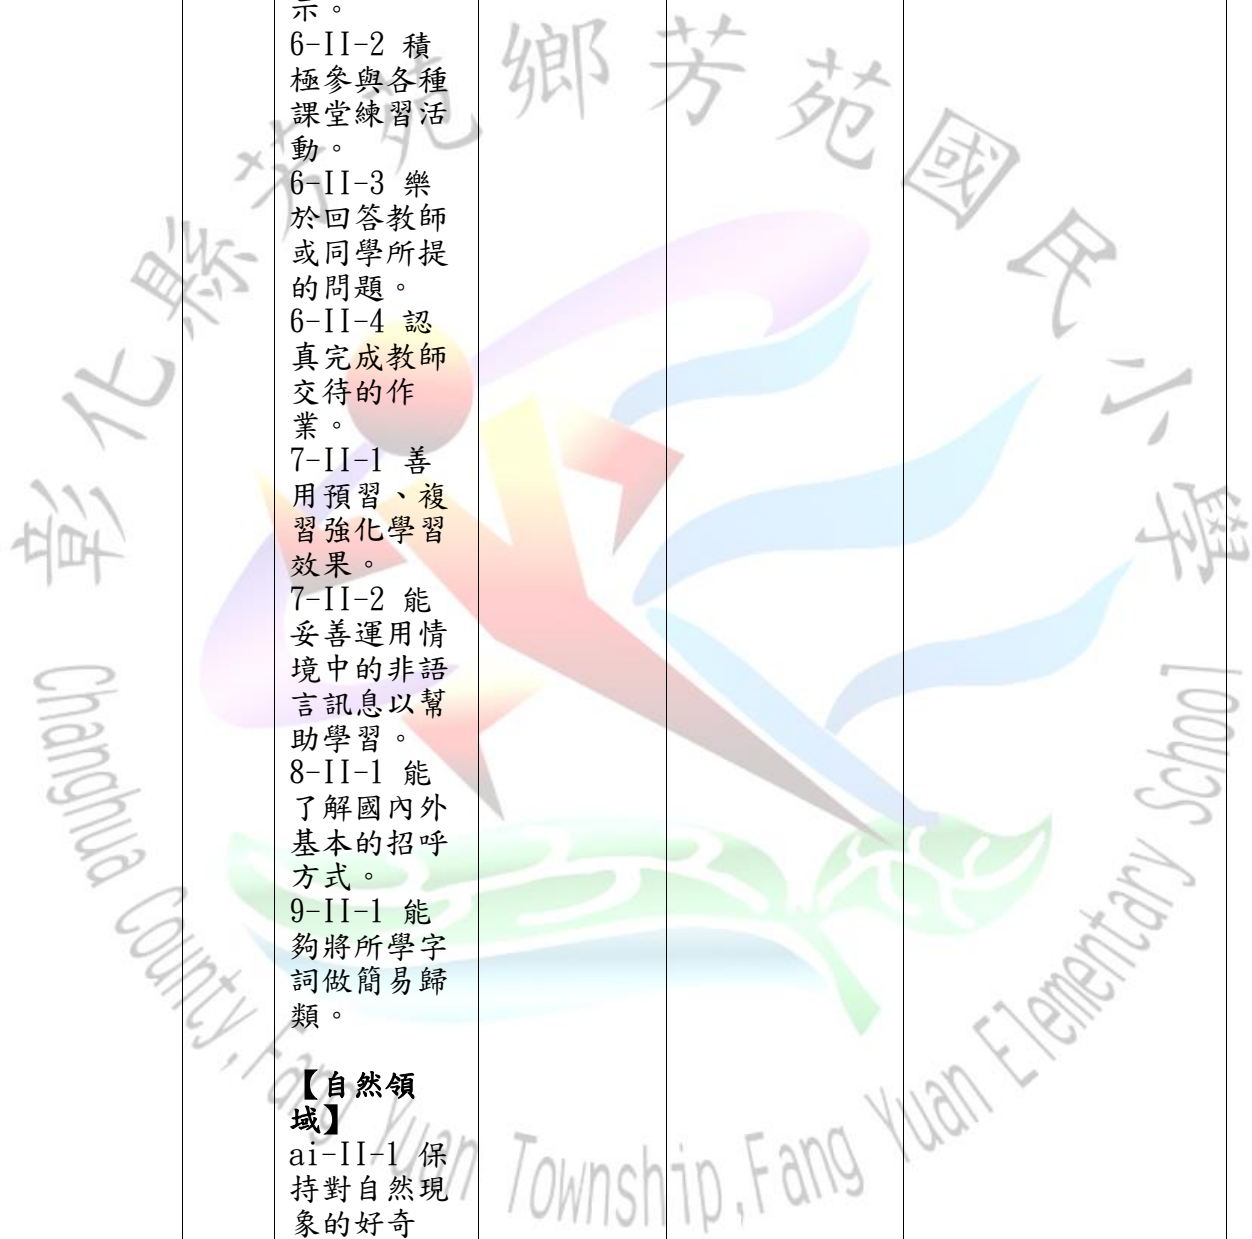 示。
6-II-2 積
極參與各種
課堂練習活
動。
6-II-3 樂
於回答教師
或同學所提
的問題。
6-II-4 認
真完成教師
交待的作
業。
7-II-1 善
用預習、複
習強化學習
效果。
7-II-2 能
妥善運用情
境中的非語
言訊息以幫
助學習。
8-II-1 能
了解國內外
基本的招呼
方式。
9-II-1 能
夠將所學字
詞做簡易歸
類。
【自然領
域】
ai-II-1 保
持對自然現
象的好奇
彰化縣芳苑鄉芳苑國民小學
Changhua County, Fang Yuan Township, Fang Yuan Elementary School